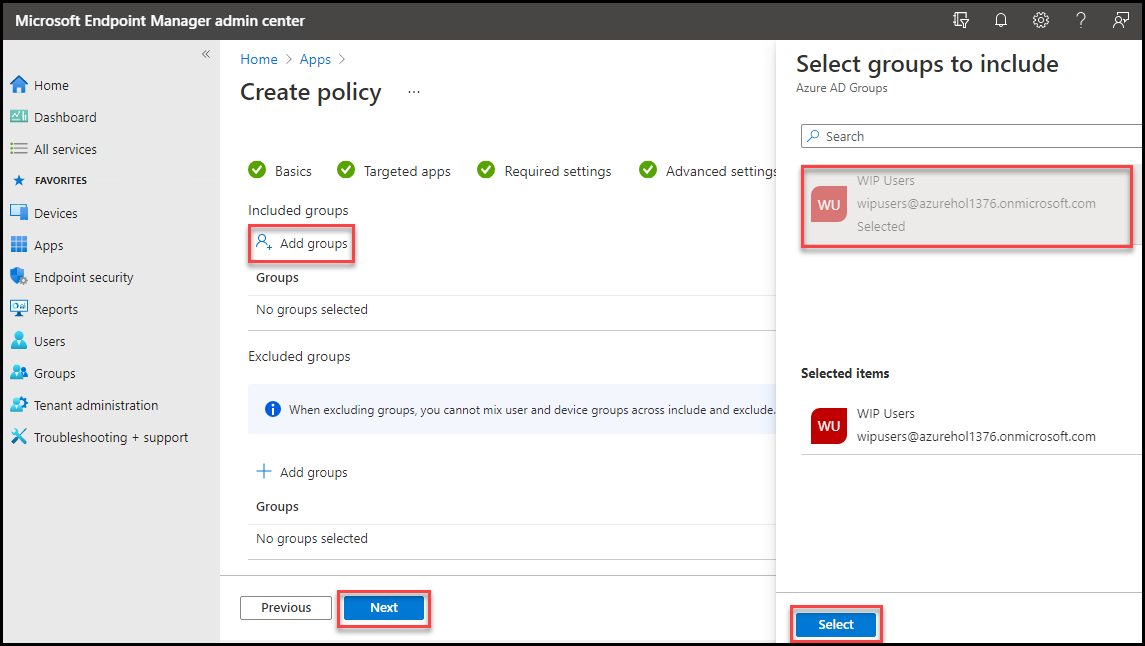 Microsoft Endpoint Manager admin center
«
Home
Dashboard
All services
FAVORITES
Devices
Apps
Endpoint security
Reports
Users
Groups
Tenant administration
Troubleshooting + support
Home > Apps >
Create policy ...
Basics Targeted apps Required settings Advanced settings
Included groups
Add groups
Groups
No groups selected
Excluded groups
When excluding groups, you cannot mix user and device groups across include and exclude.
Add groups
Groups
No groups selected
Previous Next
Select groups to include
Azure AD Groups
Search
WU
WIP Users
wipusers@azurehol1376.onmicrosoft.com
Selected
Selected items
WU
WIP Users
wipusers@azurehol1376.onmicrosoft.com
Select